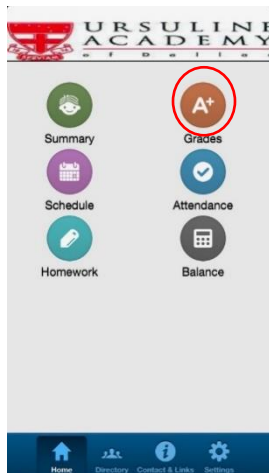 URSULINE
ACADEMY
of Dallas
A+
Summary Grades
Schedule Attendance
Homework Balance
Home Directory Contact & Links Settings